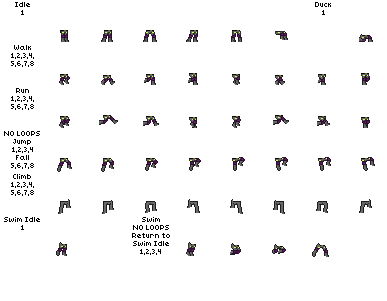 Idle
1
Duck
1
Walk
1,2,3,4,
5,6,7,8
Run
1,2,3,4,
5,6,7,8
NO LOOPS
Jump
1,2,3,4
Fall
5,6,7,8
Climb
1,2,3,4,
5,6,7,8
Swim Idle
1
Swim
NO LOOPS
Return to
Swim Idle
1,2,3,4